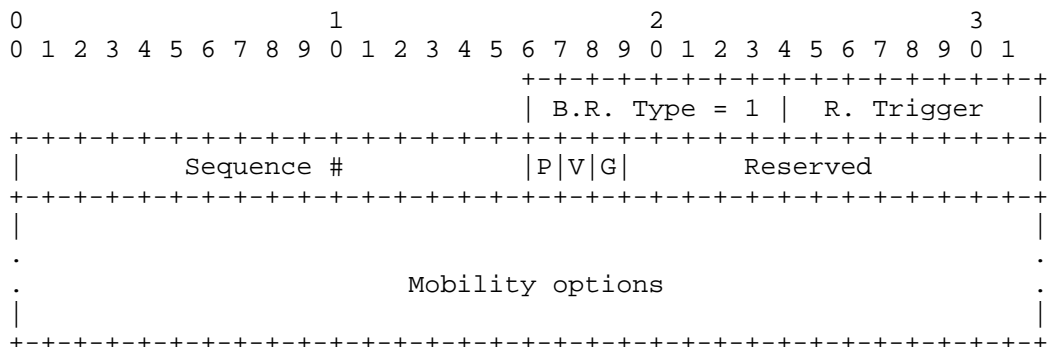 0                   1                   2                   3
0 1 2 3 4 5 6 7 8 9 0 1 2 3 4 5 6 7 8 9 0 1 2 3 4 5 6 7 8 9 0 1
                                +-+-+-+-+-+-+-+-+-+-+-+-+-+-+-+-+
                                | B.R. Type = 1 |  R. Trigger   |
+-+-+-+-+-+-+-+-+-+-+-+-+-+-+-+-+-+-+-+-+-+-+-+-+-+-+-+-+-+-+-+-+
|          Sequence #           |P|V|G|       Reserved          |
+-+-+-+-+-+-+-+-+-+-+-+-+-+-+-+-+-+-+-+-+-+-+-+-+-+-+-+-+-+-+-+-+
|                                                               |
.                                                               .
.                        Mobility options                       .
|                                                               |
+-+-+-+-+-+-+-+-+-+-+-+-+-+-+-+-+-+-+-+-+-+-+-+-+-+-+-+-+-+-+-+-+